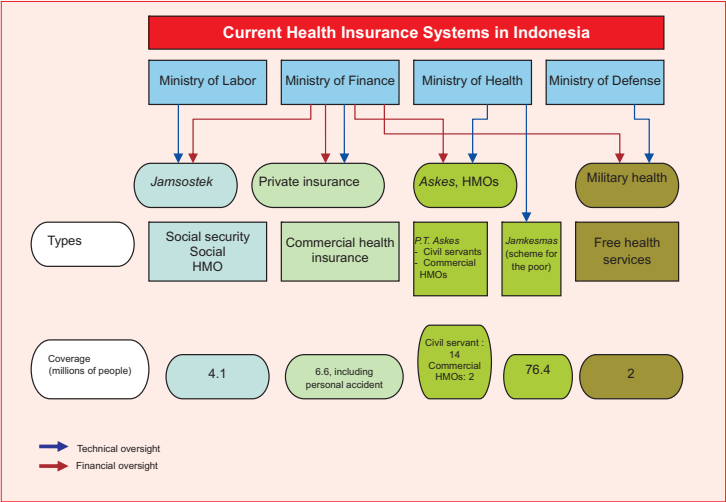 Current Health Insurance Systems in Indonesia
Ministry of Labor
Ministry of Finance
Ministry of Health
Ministry of Defense
Jamsostek
Private insurance
Askes, HMOs
Military health
Types
Social security
Social
HMO
Commercial health
insurance
P.T. Askes
- Civil servants
- Commercial
HMOs
Jamkesmas
(scheme for
the poor)
Free health
services
Coverage
(millions of people)
4.1
6.6, including
personal accident
Civil servant :
14
Commercial
HMOs: 2
76.4
2
Technical oversight
Financial oversight